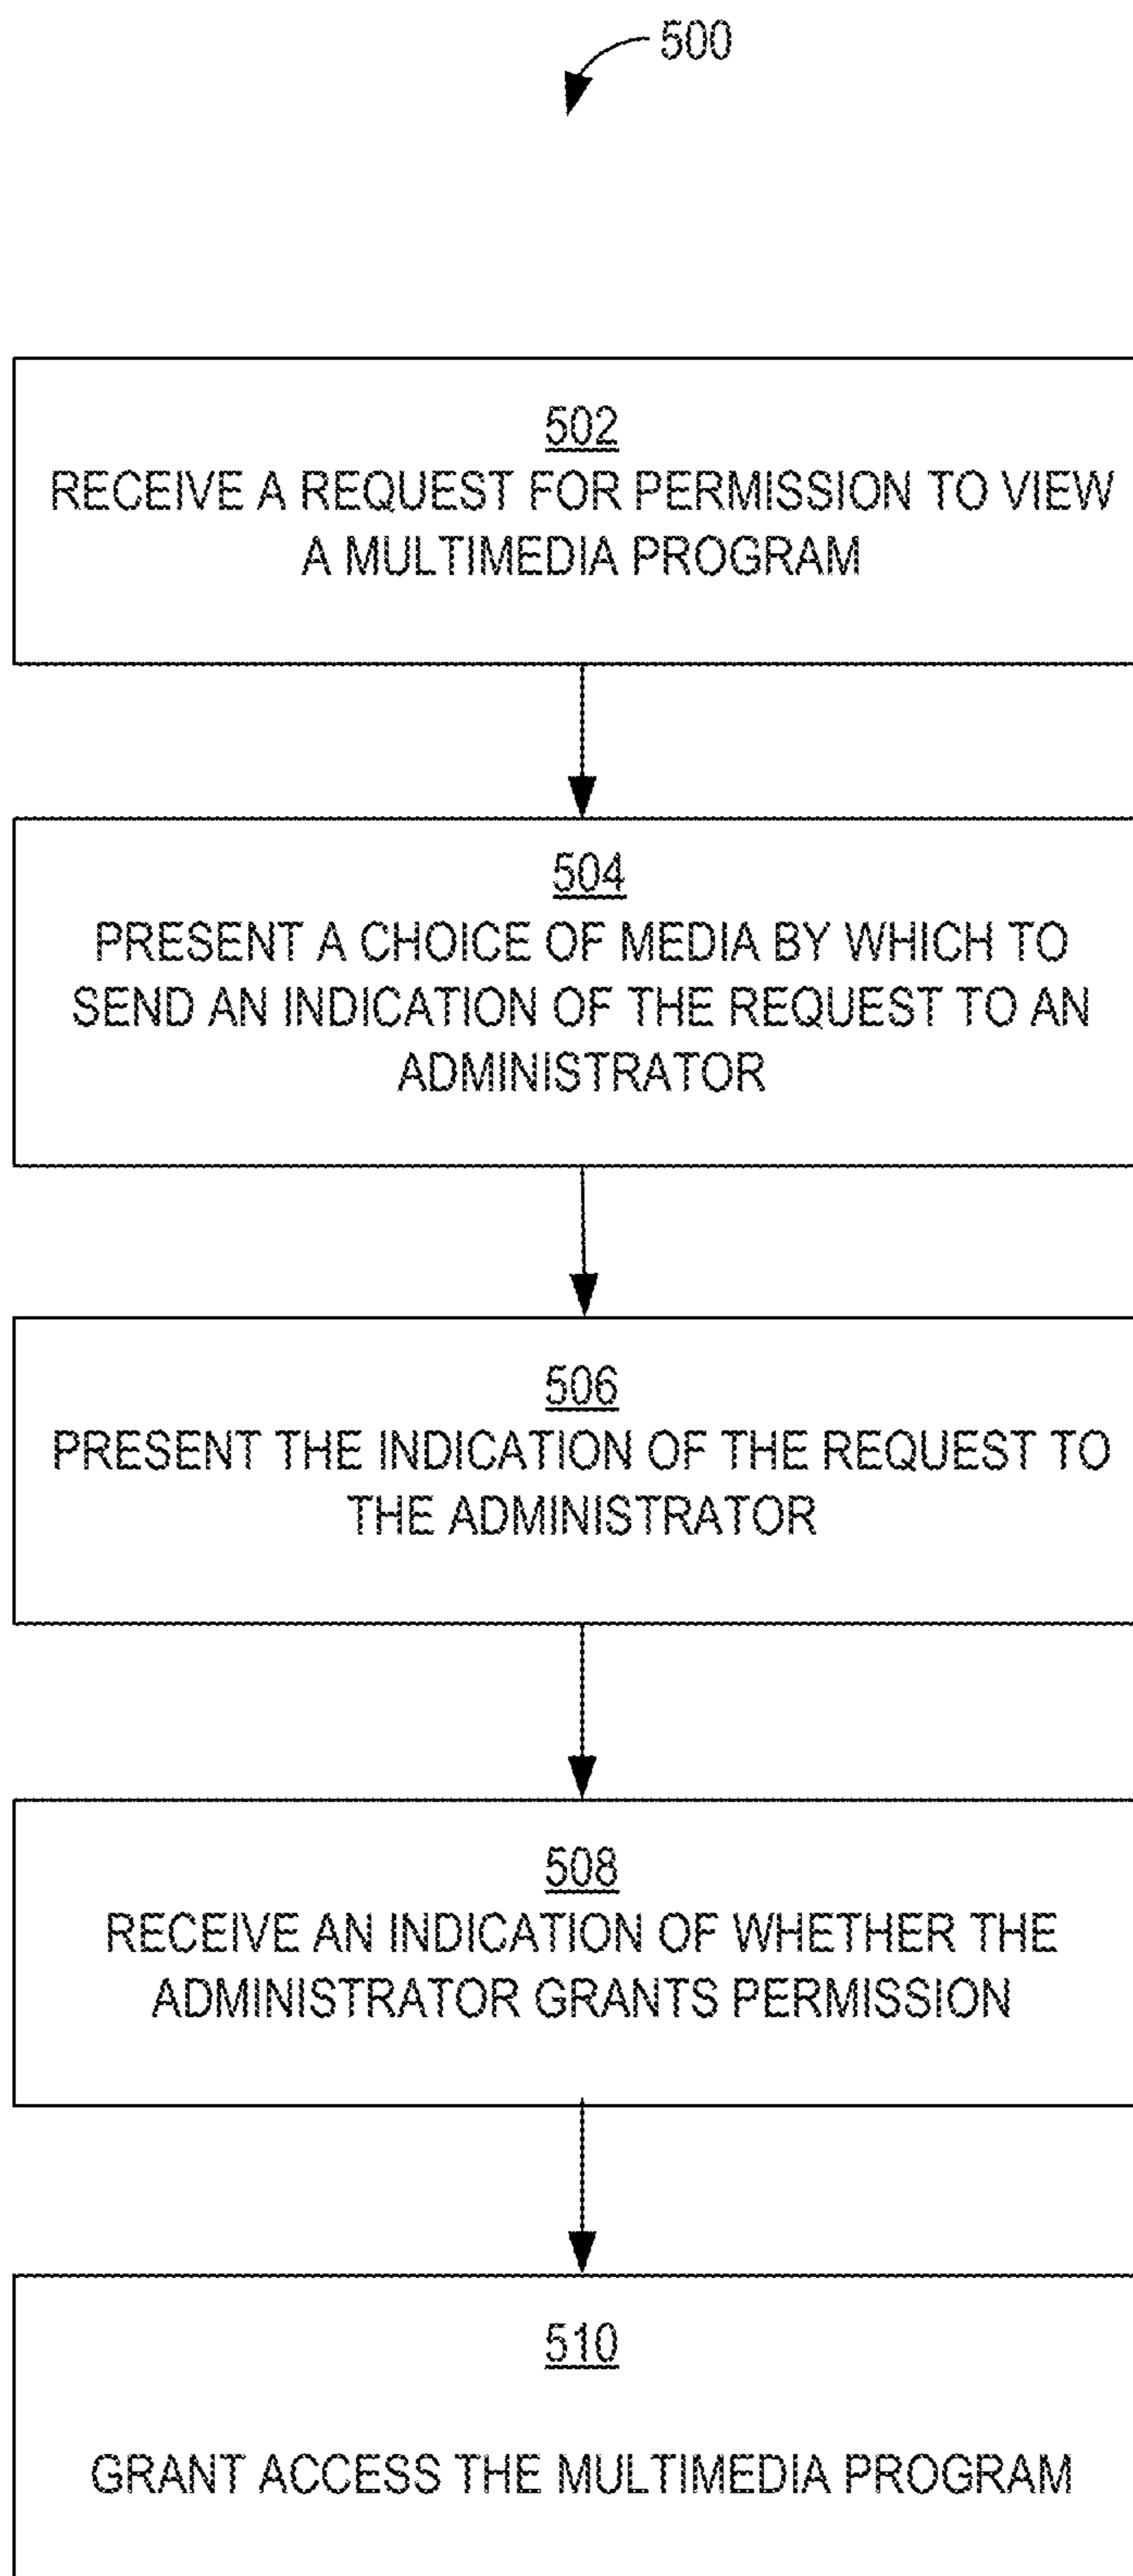 500
502
RECEIVE A REQUEST FOR PERMISSION TO VIEW
A MULTIMEDIA PROGRAM
504
PRESENT A CHOICE OF MEDIA BY WHICH TO
SEND AN INDICATION OF THE REQUEST TO AN
ADMINISTRATOR
506
PRESENT THE INDICATION OF THE REQUEST TO
THE ADMINISTRATOR
508
RECEIVE AN INDICATION OF WHETHER THE
ADMINISTRATOR GRANTS PERMISSION
510
GRANT ACCESS THE MULTIMEDIA PROGRAM